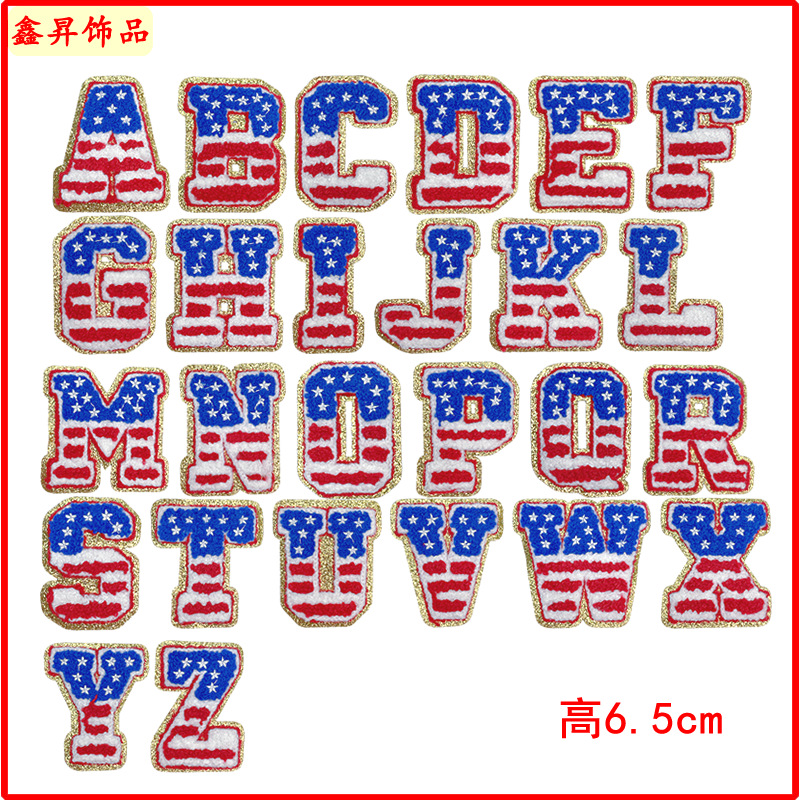 鑫昇饰品
A B C D E F
G H I J K L
M N O P Q R
S T U V W X
Y Z
高6.5cm